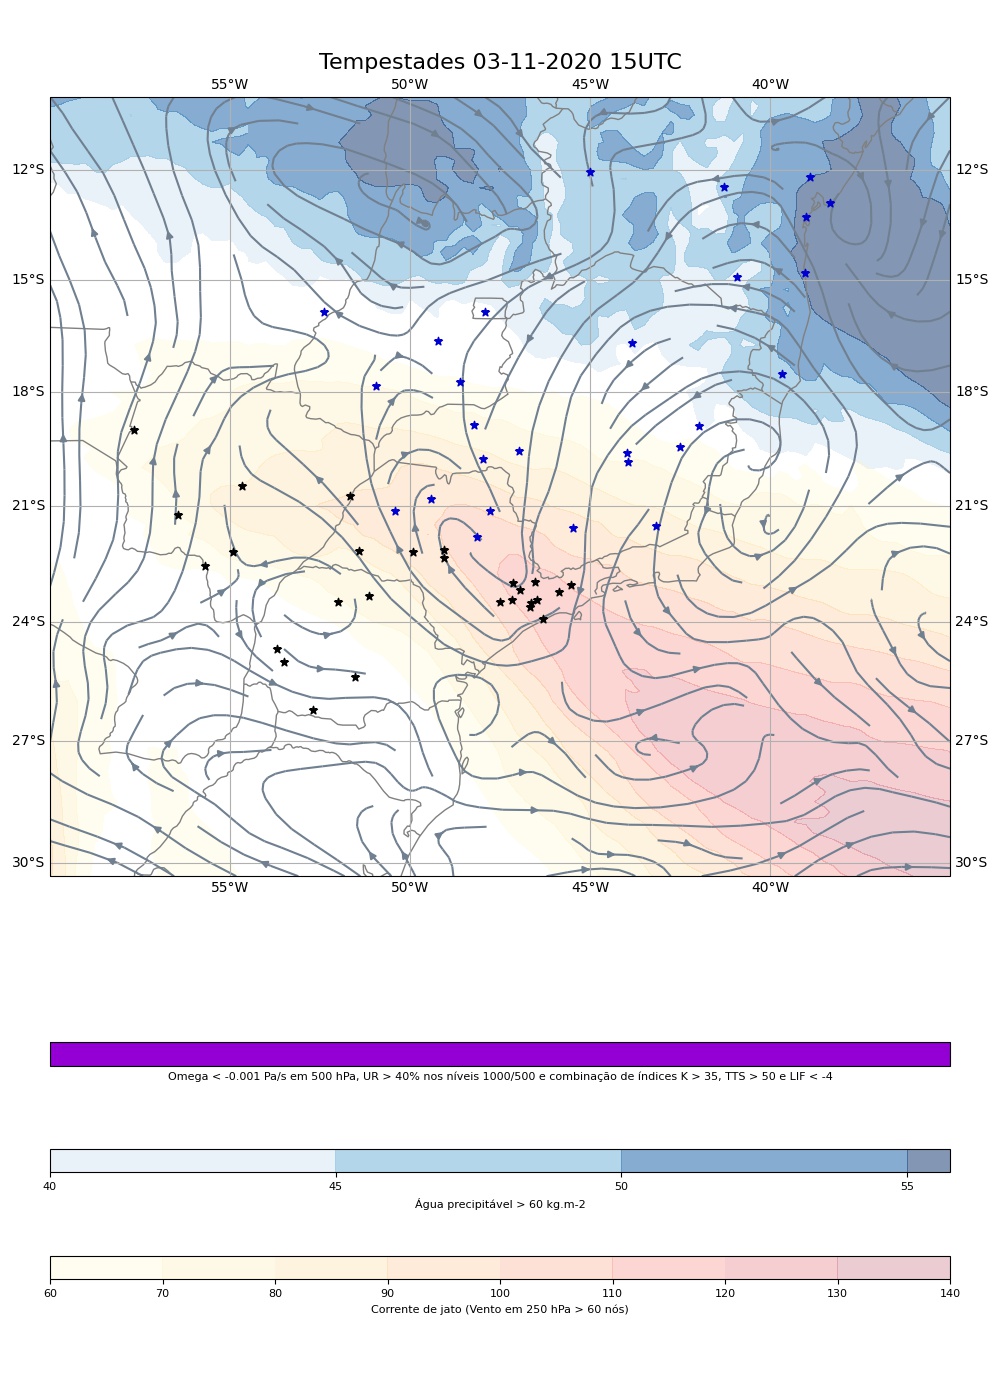 Tempestades 03-11-2020 15UTC
55°W 50°W 45°W 40°W
12°S 12°S
15°S 15°S
18°S 18°S
21°S 21°S
24°S 24°S
27°S 27°S
30°S 30°S
55°W 50°W 45°W 40°W
Omega < -0.001 Pa/s em 500 hPa, UR > 40% nos níveis 1000/500 e combinação de índices K > 35, TTS > 50 e LIF < -4
40 45 50 55
Água precipitável > 60 kg.m-2
60 70 80 90 100 110 120 130 140
Corrente de jato (Vento em 250 hPa > 60 nós)